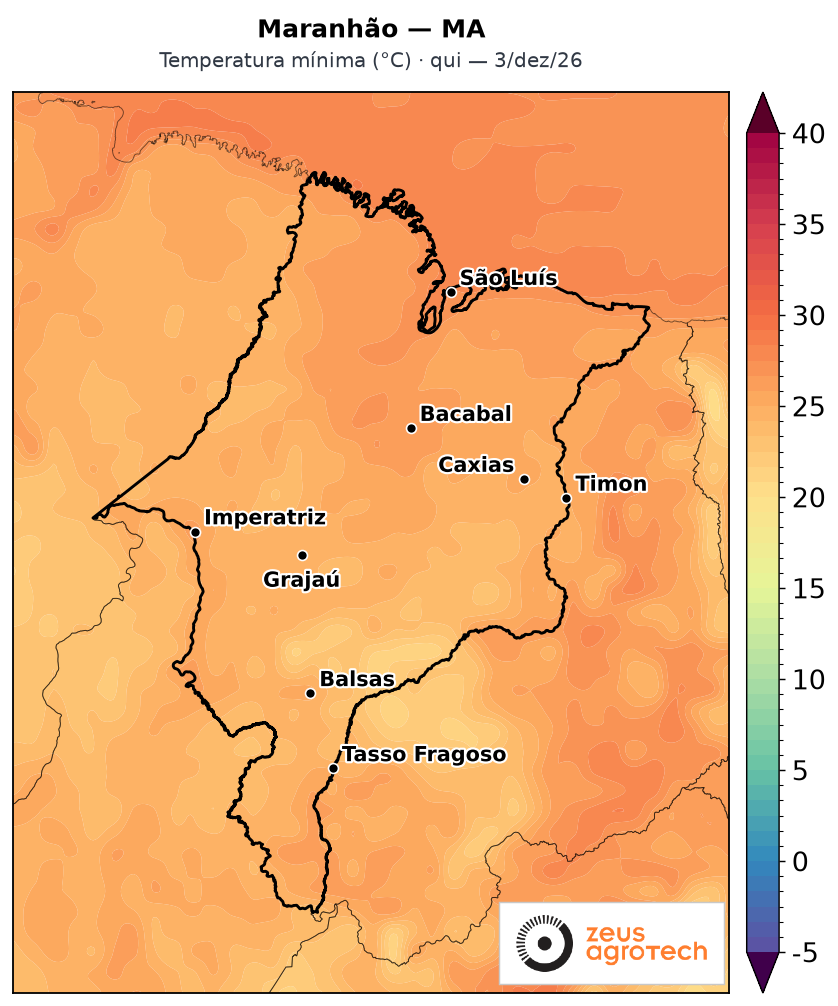 Maranhão — MA
Temperatura mínima (°C) · qui — 3/dez/26
40
35
30
25
20
15
10
5
0
-5
São Luís
Bacabal
Caxias
Timon
Imperatriz
Grajaú
Balsas
Tasso Fragoso
zeus
agrotech